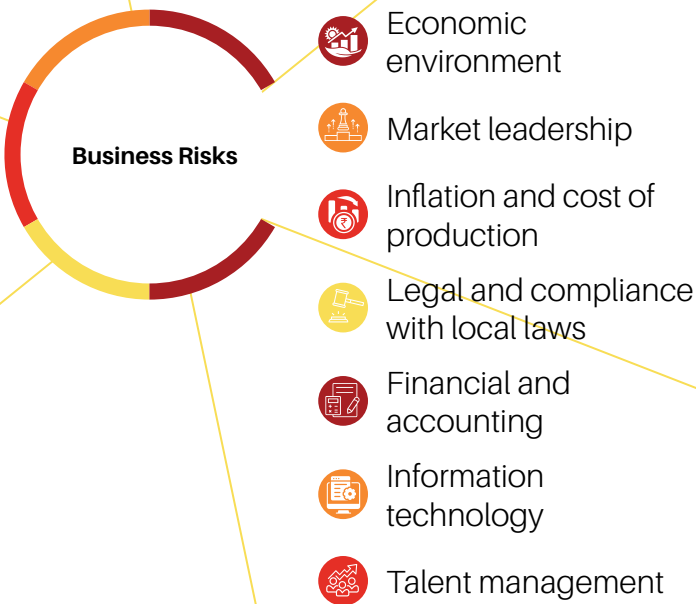 Business Risks
Economic
environment
Market leadership
Inflation and cost of
production
₹
Legal and compliance
with local laws
Financial and
accounting
Information
technology
Talent management